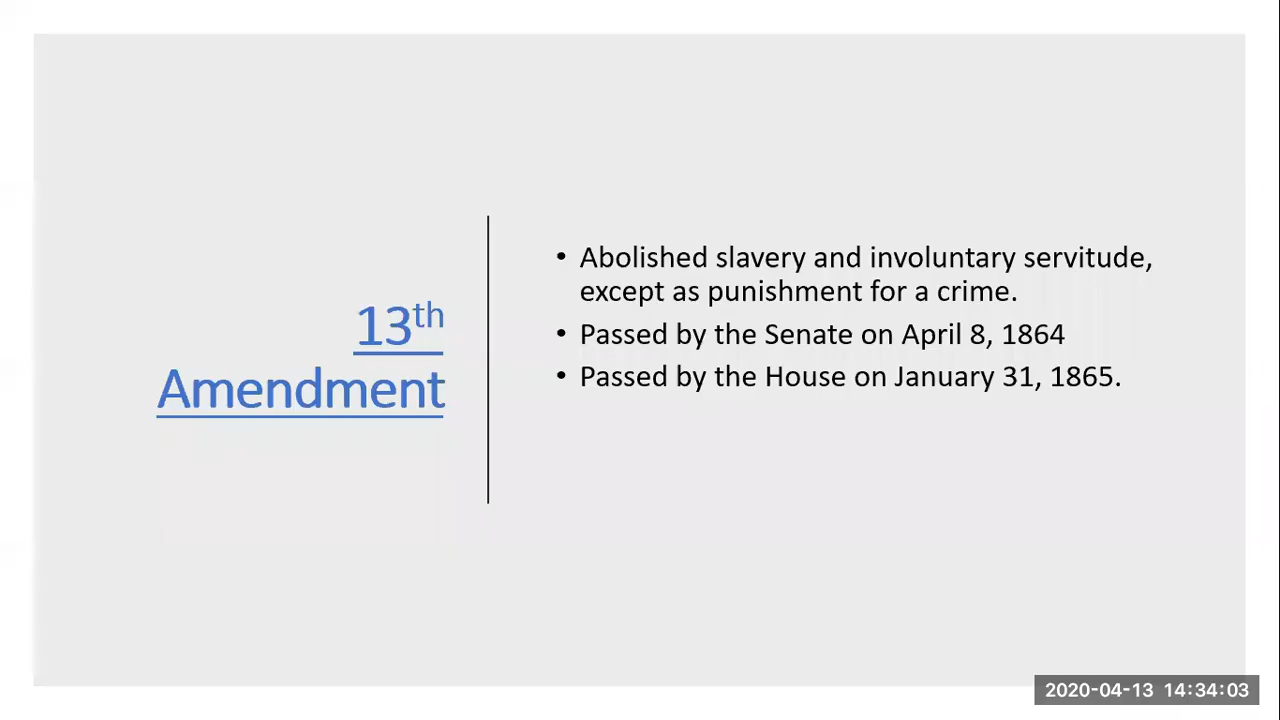 13th
Amendment
• Abolished slavery and involuntary servitude,
except as punishment for a crime.
• Passed by the Senate on April 8, 1864
• Passed by the House on January 31, 1865.
2020-04-13 14:34:03